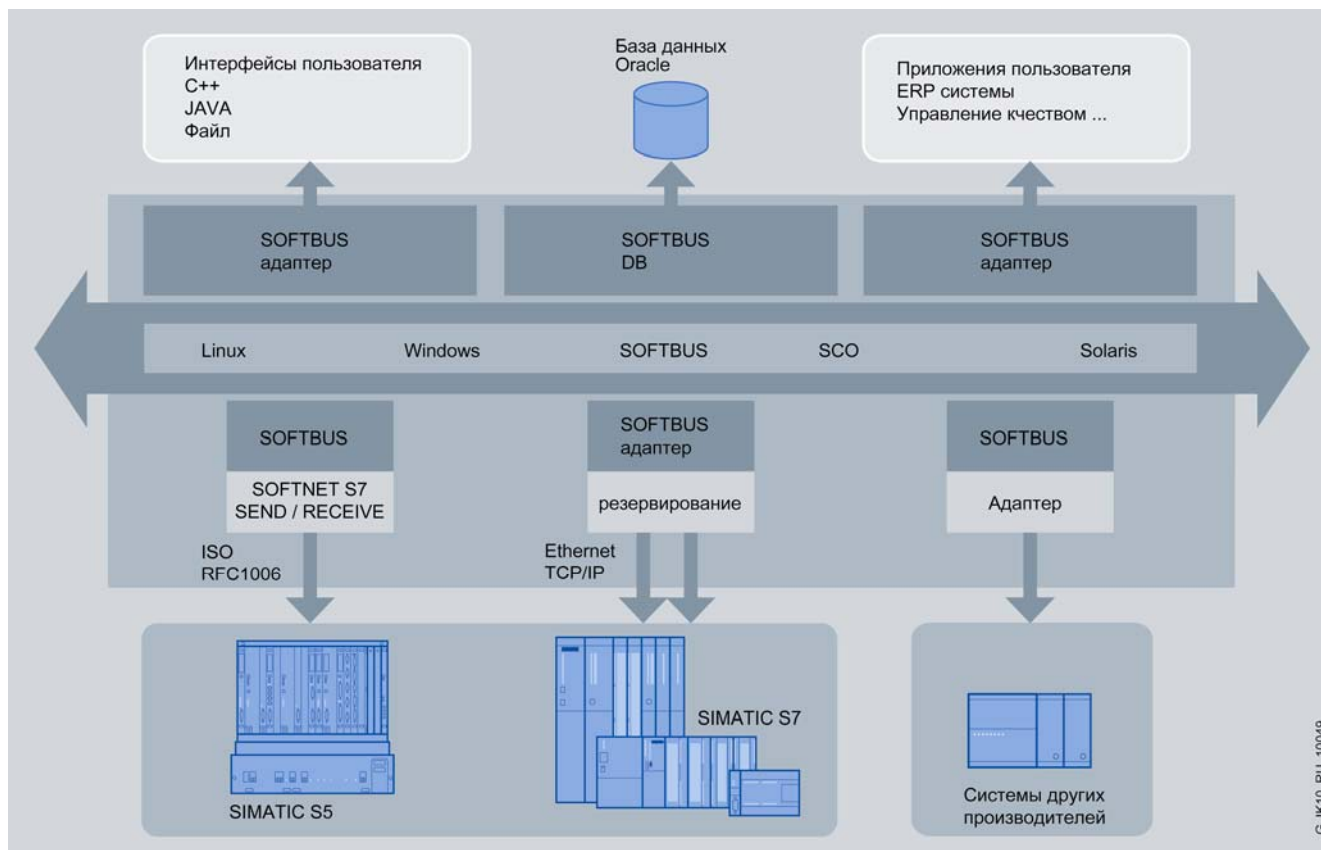 Интерфейсы пользователя
C++
JAVA
Файл
База данных
Oracle
Приложения пользователя
ERP системы
Управление кчеством ...
SOFTBUS
адаптер
SOFTBUS
DB
SOFTBUS
адаптер
Linux
Windows
SOFTBUS
SCO
Solaris
SOFTBUS
SOFTNET S7
SEND / RECEIVE
SOFTBUS
адаптер
резервирование
SOFTBUS
Адаптер
ISO
RFC1006
Ethernet
TCP/IP
SIMATIC S5
SIMATIC S7
Системы других
производителей
G_IK10_RU_10049